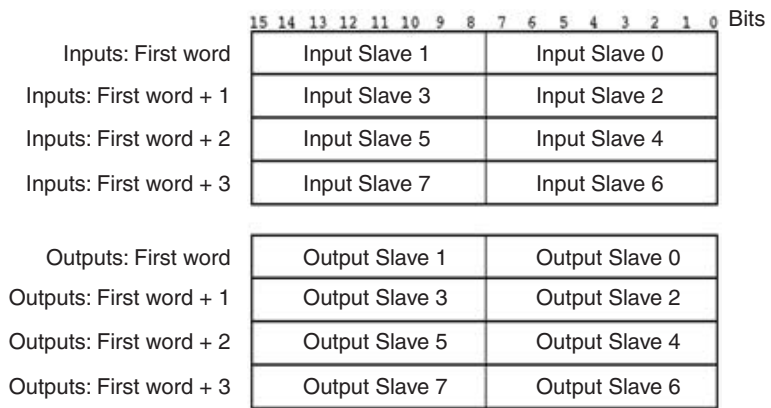 15 14 13 12 11 10 9 8 7 6 5 4 3 2 1 0 Bits
Inputs: First word Input Slave 1 Input Slave 0
Inputs: First word + 1 Input Slave 3 Input Slave 2
Inputs: First word + 2 Input Slave 5 Input Slave 4
Inputs: First word + 3 Input Slave 7 Input Slave 6
Outputs: First word Output Slave 1 Output Slave 0
Outputs: First word + 1 Output Slave 3 Output Slave 2
Outputs: First word + 2 Output Slave 5 Output Slave 4
Outputs: First word + 3 Output Slave 7 Output Slave 6